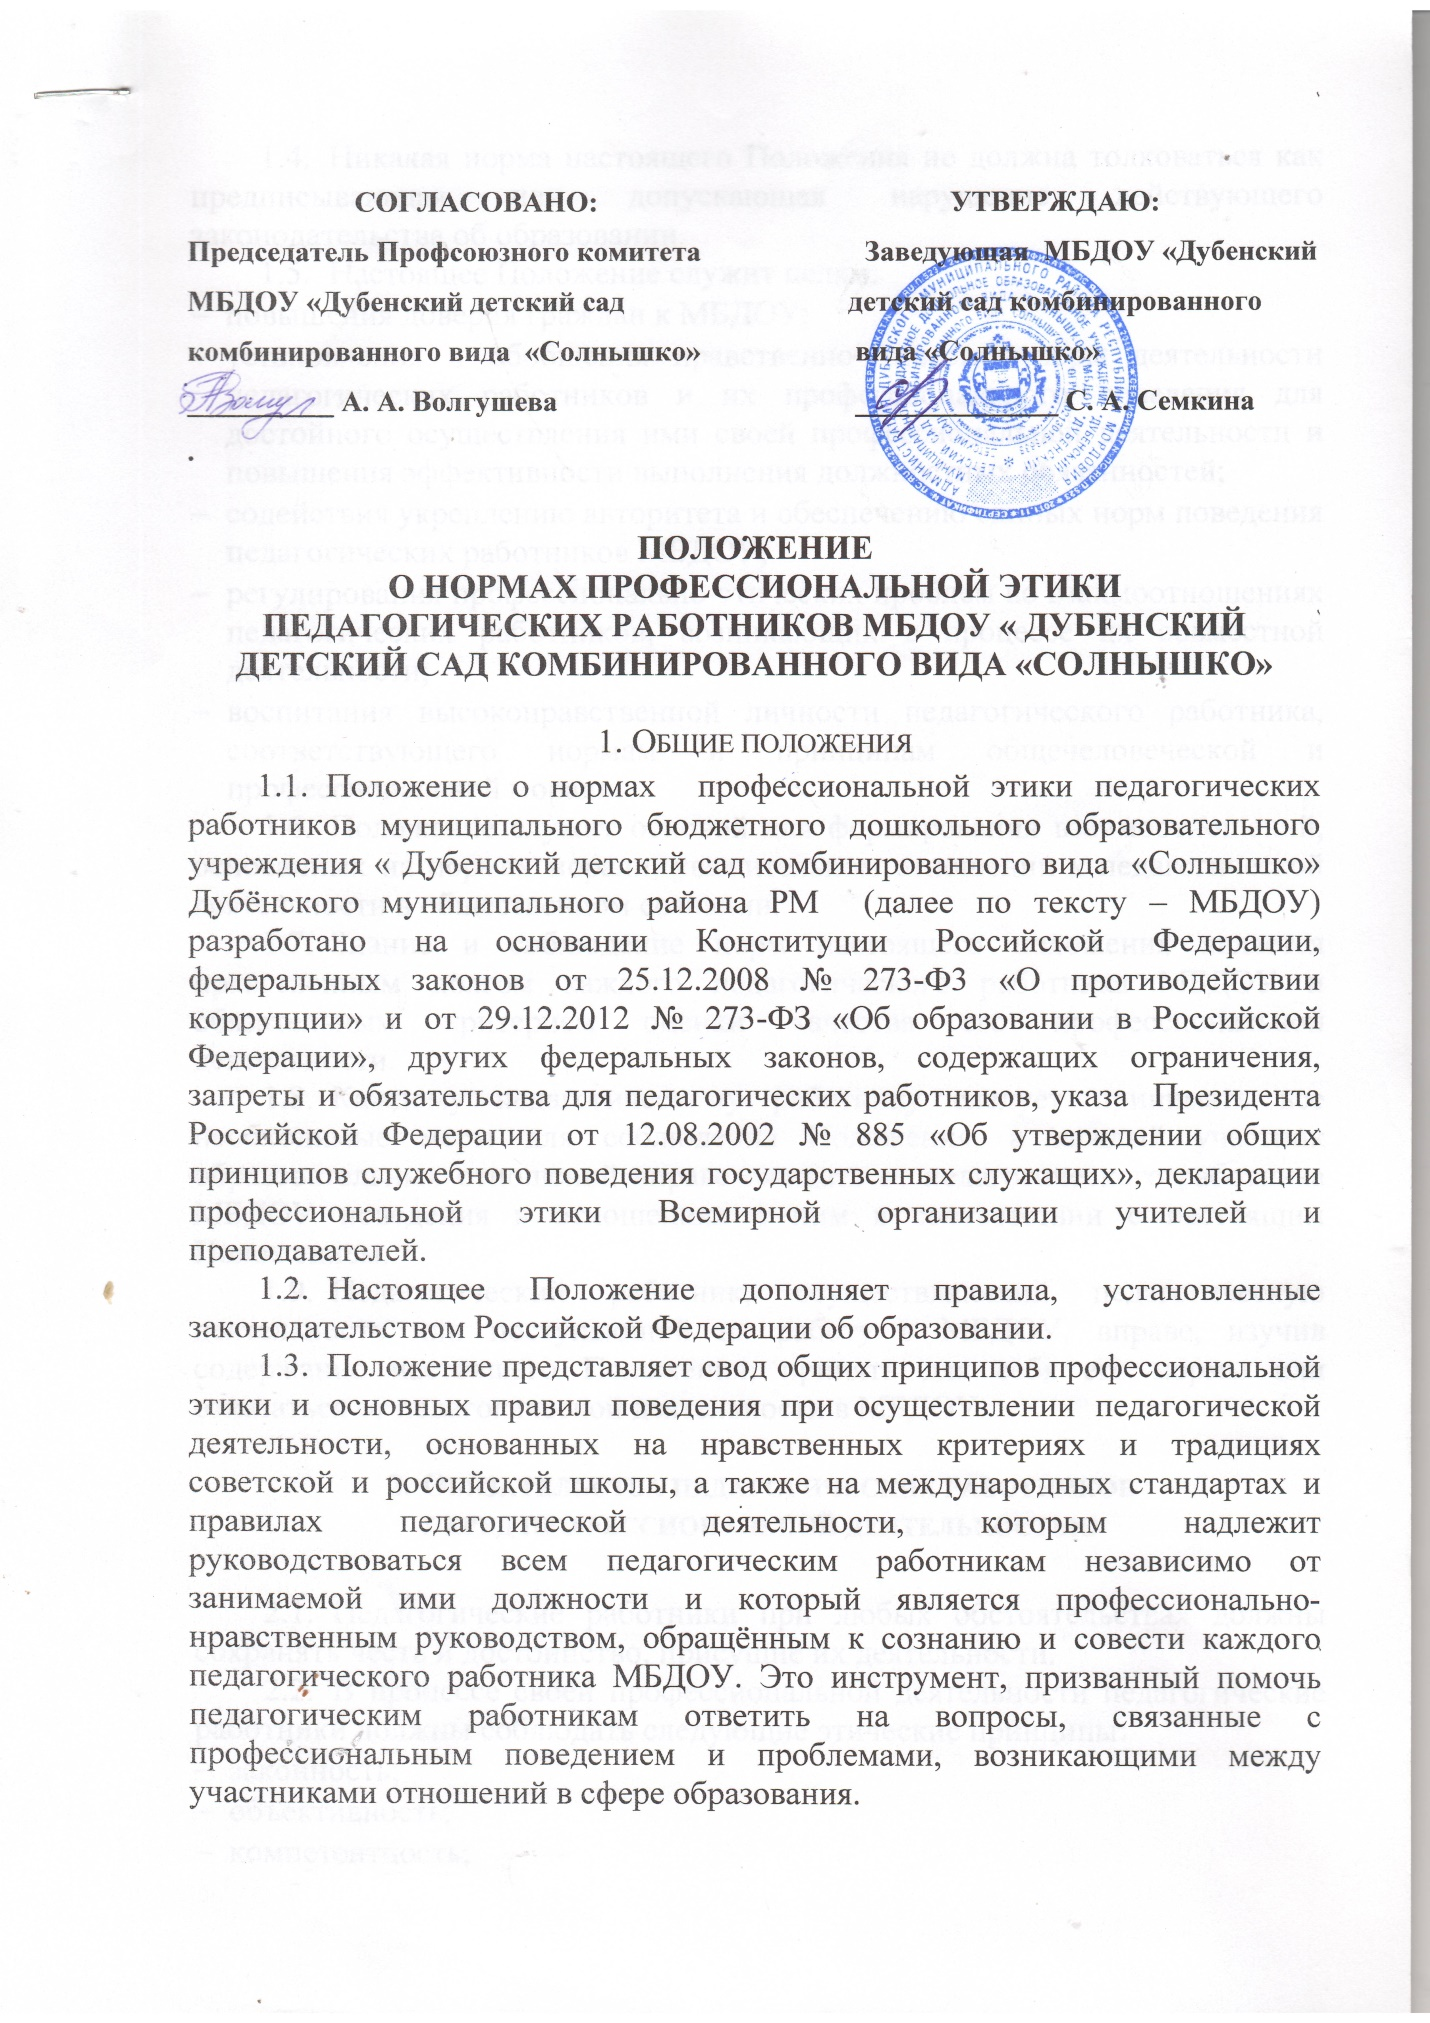 СОГЛАСОВАНО:
Председатель Профсоюзного комитета
МБДОУ «Дубенский детский сад
комбинированного вида «Солнышко»
__________ А. А. Волгушева
.
УТВЕРЖДАЮ:
Заведующая МБДОУ «Дубенский
детский сад комбинированного
вида «Солнышко»
______________ С. А. Семкина
ПОЛОЖЕНИЕ
О НОРМАХ ПРОФЕССИОНАЛЬНОЙ ЭТИКИ
ПЕДАГОГИЧЕСКИХ РАБОТНИКОВ МБДОУ « ДУБЕНСКИЙ
ДЕТСКИЙ САД КОМБИНИРОВАННОГО ВИДА «СОЛНЫШКО»
1. ОБЩИЕ ПОЛОЖЕНИЯ
1.1. Положение о нормах профессиональной этики педагогических
работников муниципального бюджетного дошкольного образовательного
учреждения « Дубенский детский сад комбинированного вида «Солнышко»
Дубёнского муниципального района РМ (далее по тексту – МБДОУ)
разработано на основании Конституции Российской Федерации,
федеральных законов от 25.12.2008 № 273-ФЗ «О противодействии
коррупции» и от 29.12.2012 № 273-ФЗ «Об образовании в Российской
Федерации», других федеральных законов, содержащих ограничения,
запреты и обязательства для педагогических работников, указа Президента
Российской Федерации от 12.08.2002 № 885 «Об утверждении общих
принципов служебного поведения государственных служащих», декларации
профессиональной этики Всемирной организации учителей и
преподавателей.
1.2. Настоящее Положение дополняет правила, установленные
законодательством Российской Федерации об образовании.
1.3. Положение представляет свод общих принципов профессиональной
этики и основных правил поведения при осуществлении педагогической
деятельности, основанных на нравственных критериях и традициях
советской и российской школы, а также на международных стандартах и
правилах педагогической деятельности, которым надлежит
руководствоваться всем педагогическим работникам независимо от
занимаемой ими должности и который является профессионально-
нравственным руководством, обращённым к сознанию и совести каждого
педагогического работника МБДОУ. Это инструмент, призванный помочь
педагогическим работникам ответить на вопросы, связанные с
профессиональным поведением и проблемами, возникающими между
участниками отношений в сфере образования.